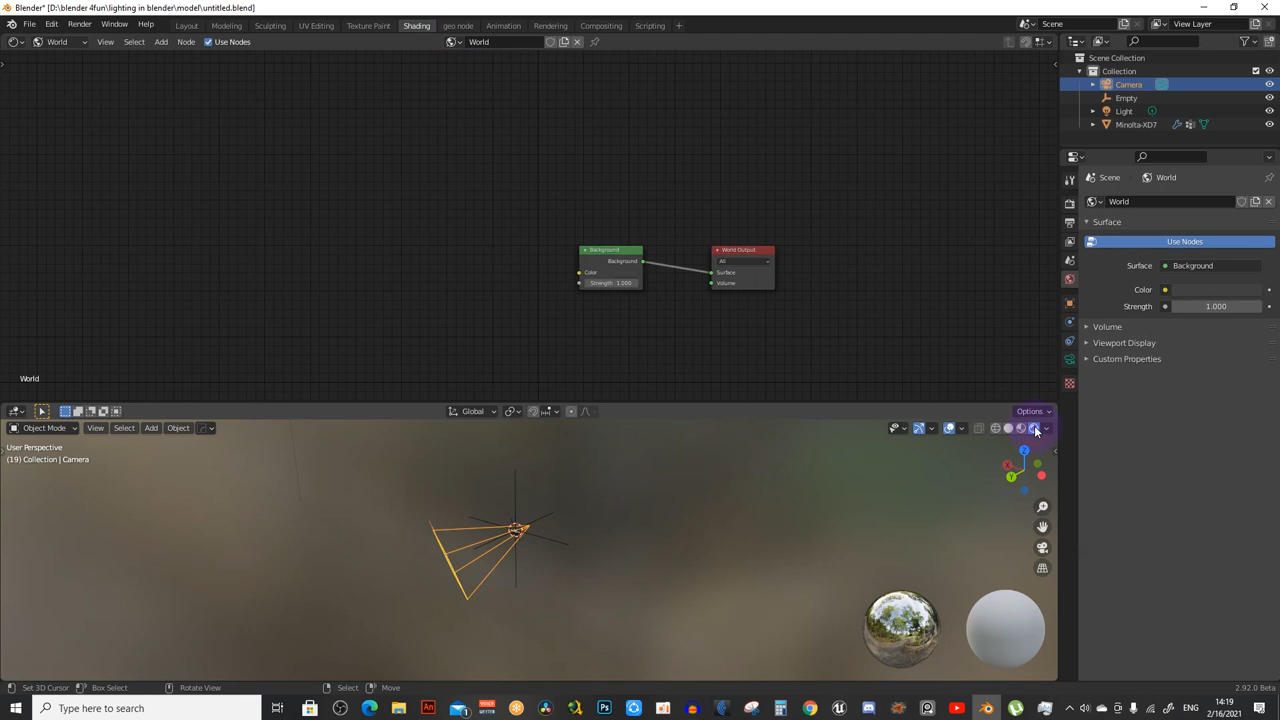 Blender* [D:\blender 4fun\lighting in blender\model\untitled.blend]
File Edit Render Window Help Layout Modeling Sculpting UV Editing Texture Paint Shading geo node Animation Rendering Compositing Scripting + Scene View Layer
World View Select Add Node Use Nodes World
Scene Collection
Collection
Camera
Empty
Light
Minolta-XD7
Scene World
World
Surface
Use Nodes
Surface Background
Color
Strength 1.000
Volume
Viewport Display
Custom Properties
Background
Background
Color
Strength 1.000
World Output
All
Surface
Volume
World
Global Options
Object Mode View Select Add Object
User Perspective
(19) Collection | Camera
Z
X
Y
Set 3D Cursor Box Select Rotate View Select Move 2.92.0 Beta
Type here to search
14:19
2/16/2021